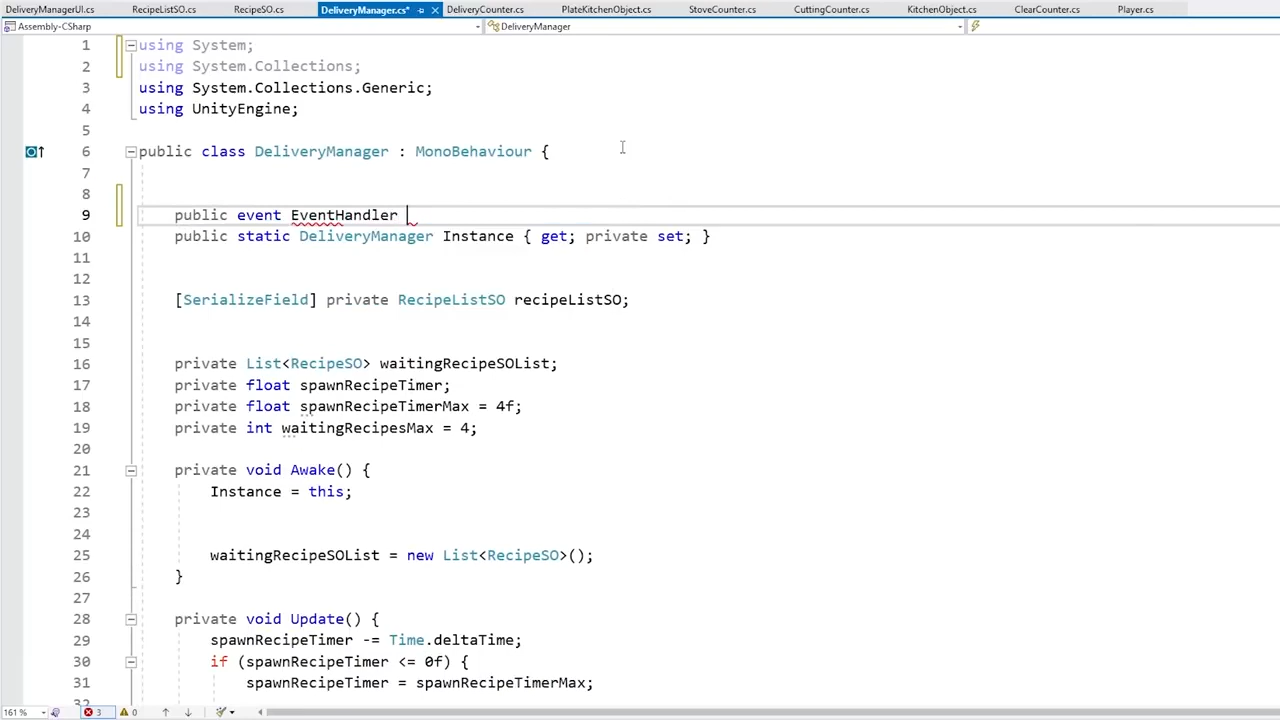 DeliveryManagerUI.cs RecipeListSO.cs RecipeSO.cs DeliveryManager.cs* DeliveryCounter.cs PlateKitchenObject.cs StoveCounter.cs CuttingCounter.cs KitchenObject.cs ClearCounter.cs Player.cs
Assembly-CSharp DeliveryManager
1 using System;
2 using System.Collections;
3 using System.Collections.Generic;
4 using UnityEngine;
5
6 public class DeliveryManager : MonoBehaviour {
7
8
9 public event EventHandler
10 public static DeliveryManager Instance { get; private set; }
11
12
13 [SerializeField] private RecipeListSO recipeListSO;
14
15
16 private List<RecipeSO> waitingRecipeSOList;
17 private float spawnRecipeTimer;
18 private float spawnRecipeTimerMax = 4f;
19 private int waitingRecipesMax = 4;
20
21 private void Awake() {
22 Instance = this;
23
24
25 waitingRecipeSOList = new List<RecipeSO>();
26 }
27
28 private void Update() {
29 spawnRecipeTimer -= Time.deltaTime;
30 if (spawnRecipeTimer <= 0f) {
31 spawnRecipeTimer = spawnRecipeTimerMax;
32
161 % 3 0